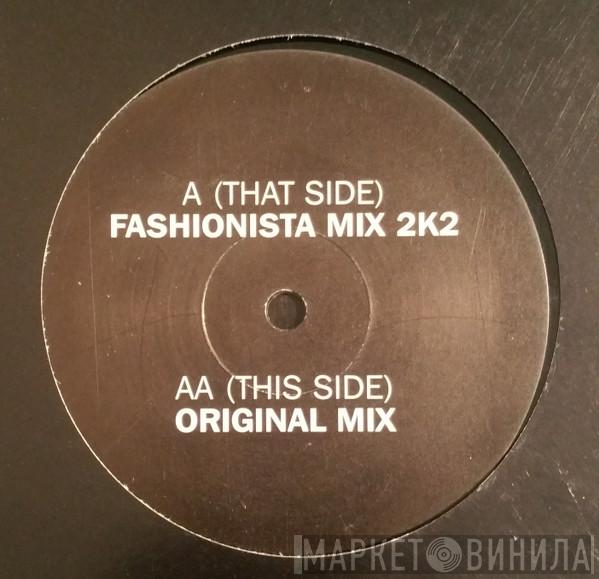 A (THAT SIDE)
FASHIONISTA MIX 2K2
AA (THIS SIDE)
ORIGINAL MIX
МАРКЕТ ВИНИЛА